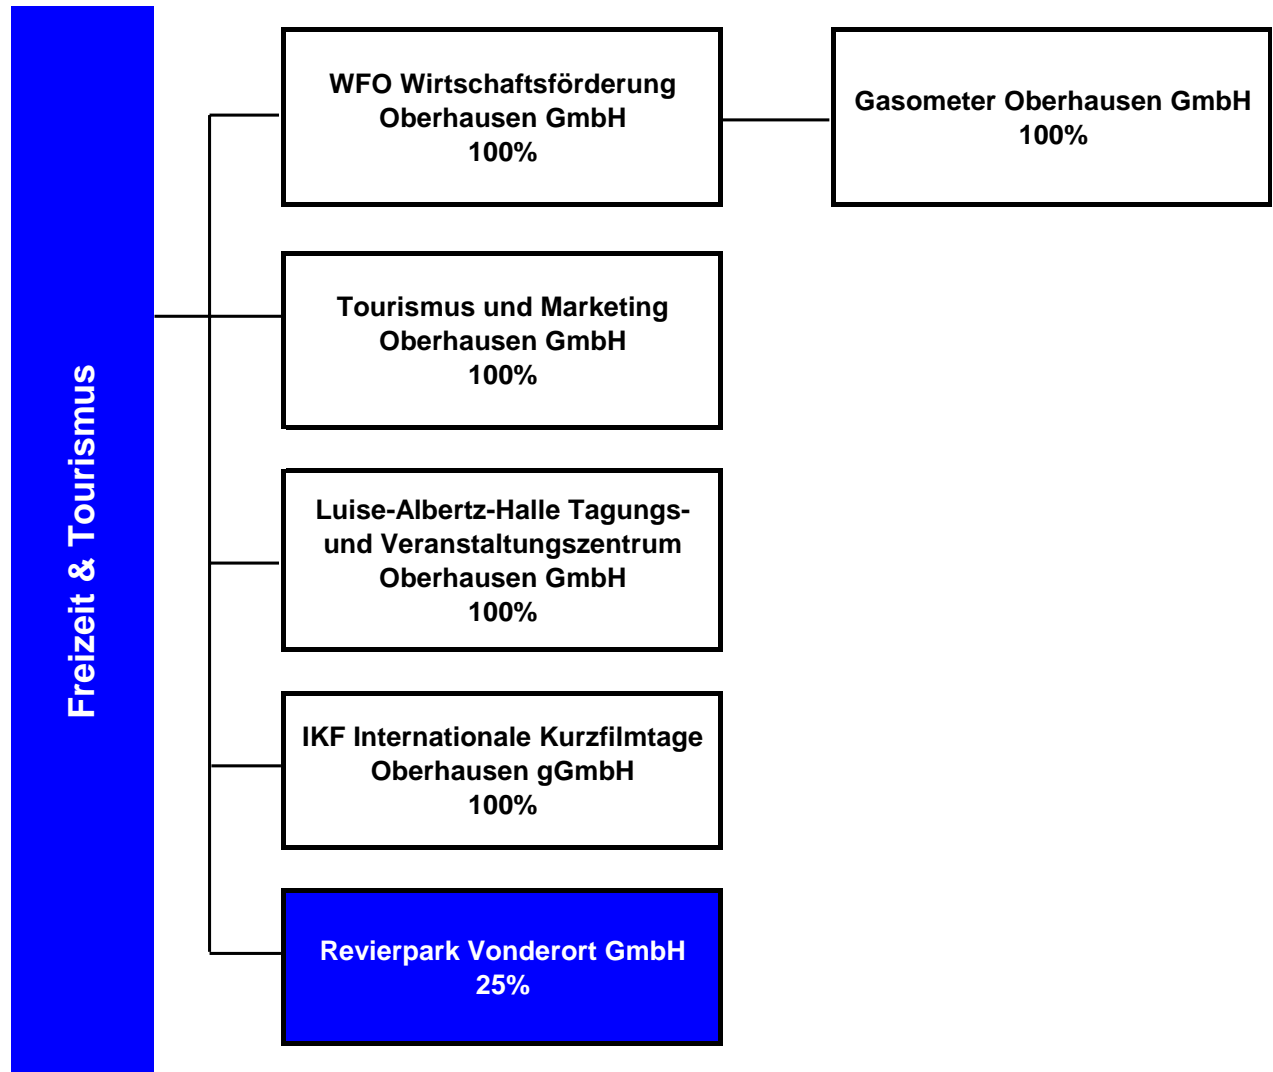 Freizeit & Tourismus
WFO Wirtschaftsförderung
Oberhausen GmbH
100%
Gasometer Oberhausen GmbH
100%
Tourismus und Marketing
Oberhausen GmbH
100%
Luise-Albertz-Halle Tagungs-
und Veranstaltungszentrum
Oberhausen GmbH
100%
IKF Internationale Kurzfilmtage
Oberhausen gGmbH
100%
Revierpark Vonderort GmbH
25%